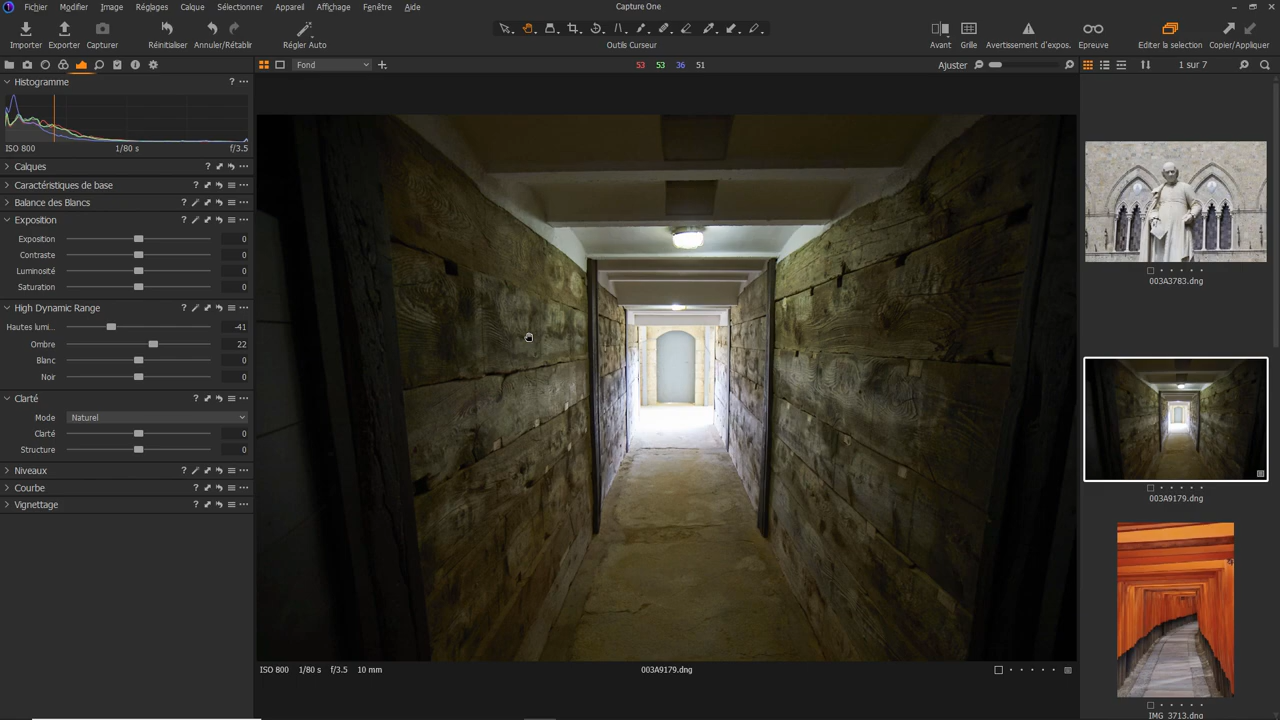 Capture One
Fichier Modifier Image Réglages Calque Sélectionner Appareil Affichage Fenêtre Aide
Importer Exporter Capturer Réinitialiser Annuler/Rétablir Régler Auto Outils Curseur Avant Grille Avertissement d'expos. Epreuve Editer la selection Copier/Appliquer
Fond 53 53 36 51 Ajuster 1 sur 7
Histogramme
ISO 800 1/80 s f/3.5
Calques
Caractéristiques de base
Balance des Blancs
Exposition
Exposition 0
Contraste 0
Luminosité 0
Saturation 0
High Dynamic Range
Hautes lumi... -41
Ombre 22
Blanc 0
Noir 0
Clarté
Mode Naturel
Clarté 0
Structure 0
Niveaux
Courbe
Vignettage
ISO 800 1/80 s f/3.5 10 mm 003A9179.dng
003A3783.dng
003A9179.dng
IMG_3713.dng